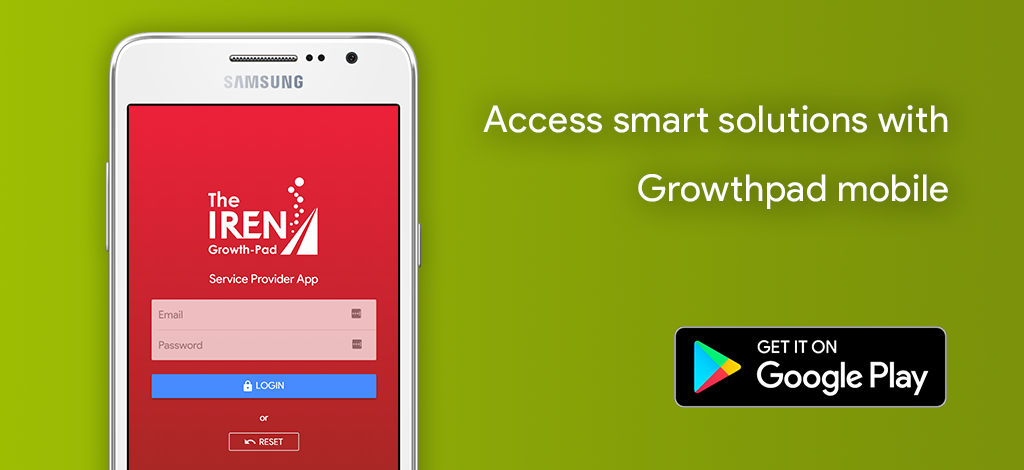 SAMSUNG
The
IREN
Growth-Pad
Service Provider App
Email
Password
LOGIN
or
RESET
Access smart solutions with
Growthpad mobile
GET IT ON
Google Play